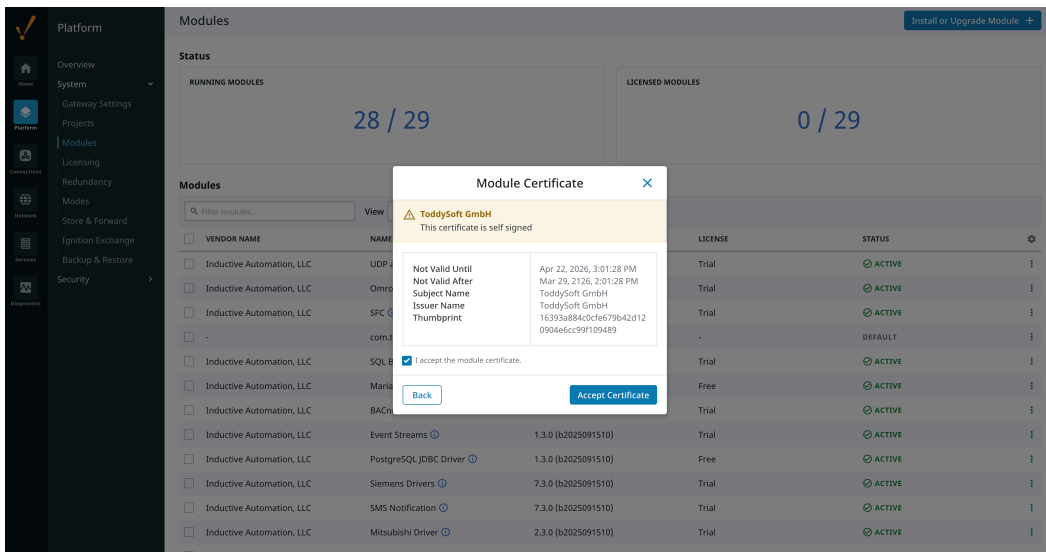 Platform
Modules
Install or Upgrade Module +
Home
Platform
Connections
Network
Services
Diagnostics
Overview
System
Gateway Settings
Projects
Modules
Licensing
Redundancy
Modes
Store & Forward
Ignition Exchange
Backup & Restore
Security
Status
RUNNING MODULES
28 / 29
LICENSED MODULES
0 / 29
Modules
Filter modules...
View
VENDOR NAME NAME LICENSE STATUS
Inductive Automation, LLC UDP a Trial ACTIVE
Inductive Automation, LLC Omro Trial ACTIVE
Inductive Automation, LLC SFC Trial ACTIVE
- com.t - DEFAULT
Inductive Automation, LLC SQL B Trial ACTIVE
Inductive Automation, LLC Maria Free ACTIVE
Inductive Automation, LLC BACn Trial ACTIVE
Inductive Automation, LLC Event Streams 1.3.0 (b2025091510) Trial ACTIVE
Inductive Automation, LLC PostgreSQL JDBC Driver 1.3.0 (b2025091510) Free ACTIVE
Inductive Automation, LLC Siemens Drivers 7.3.0 (b2025091510) Trial ACTIVE
Inductive Automation, LLC SMS Notification 7.3.0 (b2025091510) Trial ACTIVE
Inductive Automation, LLC Mitsubishi Driver 2.3.0 (b2025091510) Trial ACTIVE
Module Certificate
ToddySoft GmbH
This certificate is self signed
Not Valid Until Apr 22, 2026, 3:01:28 PM
Not Valid After Mar 29, 2126, 2:01:28 PM
Subject Name ToddySoft GmbH
Issuer Name ToddySoft GmbH
Thumbprint 16393a884c0cfe679b42d12
0904e6cc99f109489
I accept the module certificate.
Back
Accept Certificate